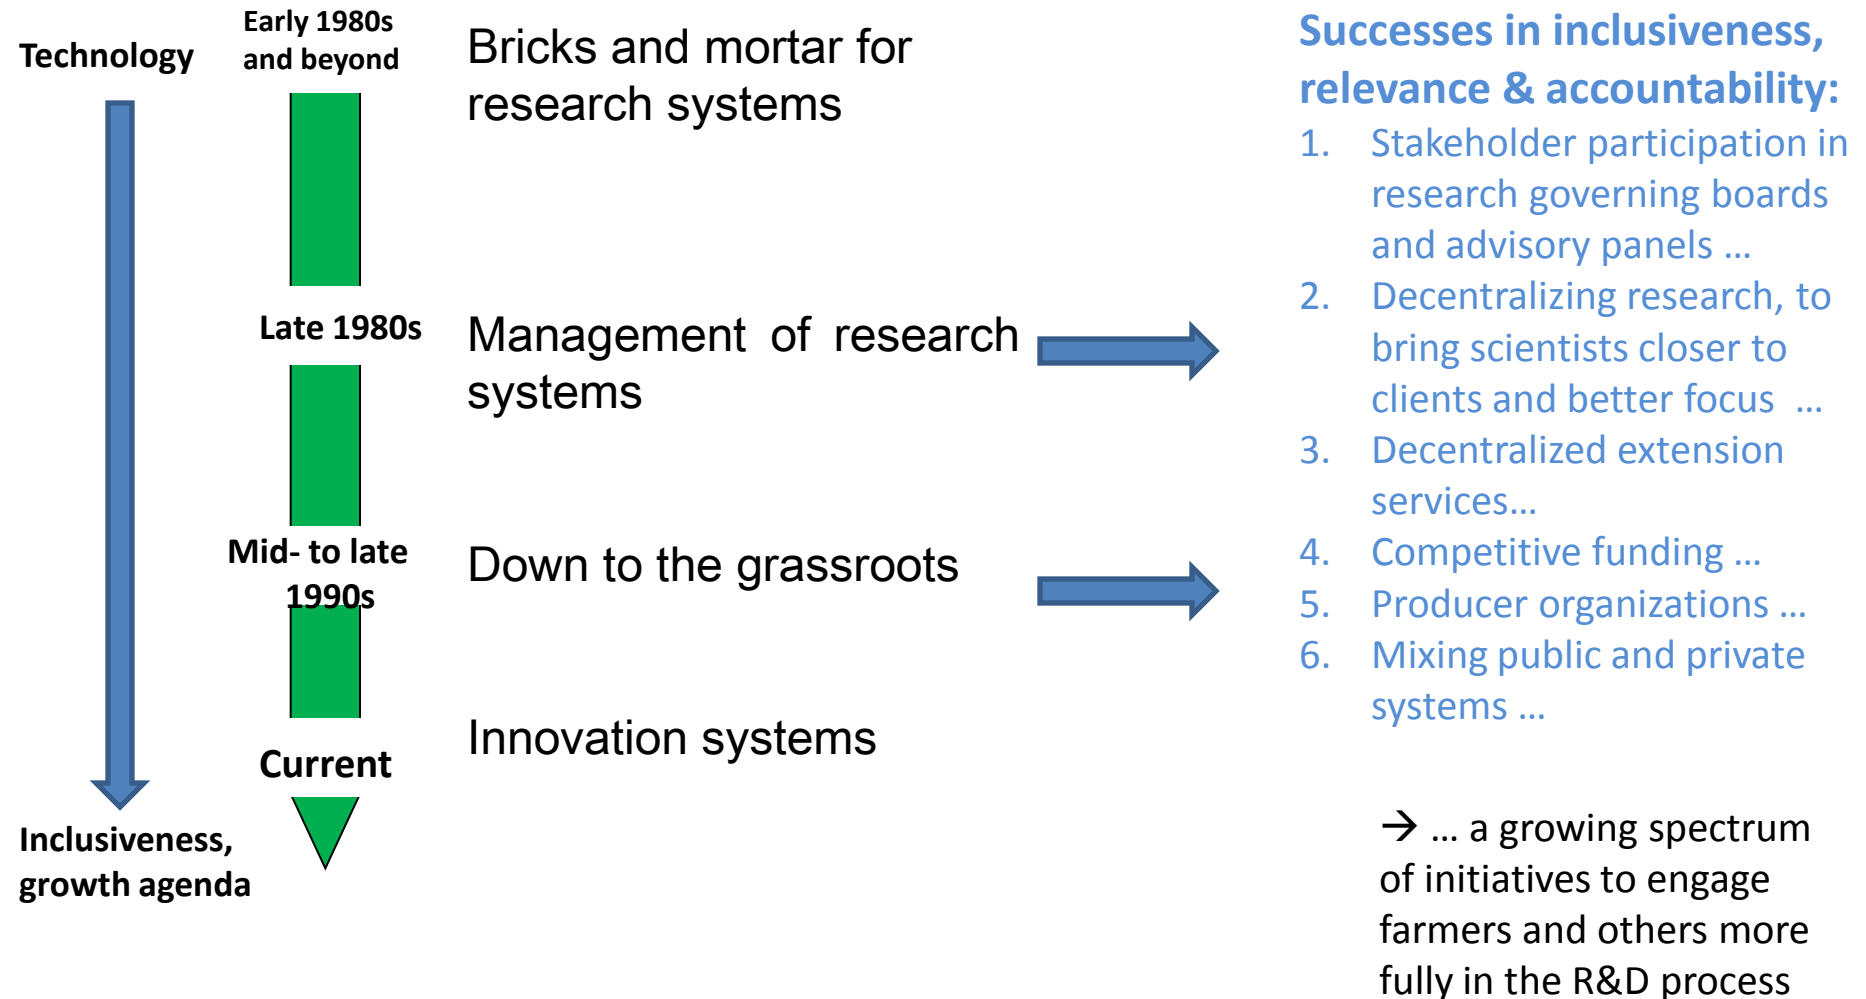 Technology
Inclusiveness,
growth agenda
Early 1980s
and beyond
Bricks and mortar for
research systems
Late 1980s
Management of research
systems
Mid- to late
1990s
Down to the grassroots
Current
Innovation systems
Successes in inclusiveness,
relevance & accountability:
1. Stakeholder participation in
research governing boards
and advisory panels …
2. Decentralizing research, to
bring scientists closer to
clients and better focus …
3. Decentralized extension
services…
4. Competitive funding …
5. Producer organizations …
6. Mixing public and private
systems …
→ … a growing spectrum
of initiatives to engage
farmers and others more
fully in the R&D process